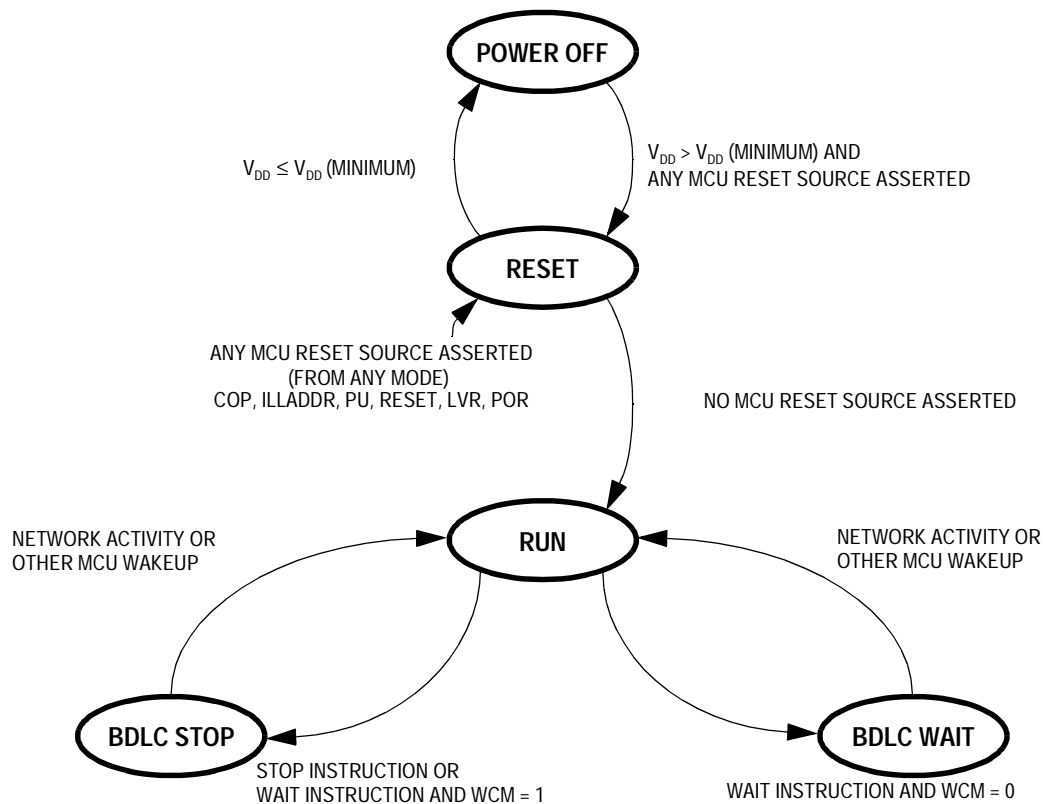 POWER OFF
V_DD ≤ V_DD (MINIMUM)
V_DD > V_DD (MINIMUM) AND
ANY MCU RESET SOURCE ASSERTED
RESET
ANY MCU RESET SOURCE ASSERTED
(FROM ANY MODE)
COP, ILLADDR, PU, RESET, LVR, POR
NO MCU RESET SOURCE ASSERTED
NETWORK ACTIVITY OR
OTHER MCU WAKEUP
RUN
NETWORK ACTIVITY OR
OTHER MCU WAKEUP
BDLC STOP
BDLC WAIT
STOP INSTRUCTION OR
WAIT INSTRUCTION AND WCM = 1
WAIT INSTRUCTION AND WCM = 0